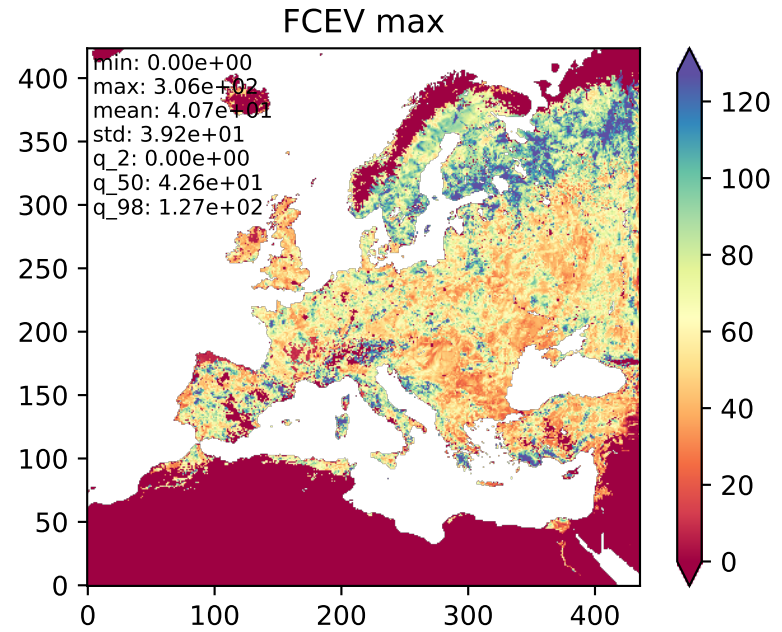 FCEV max
min: 0.00e+00
max: 3.06e+02
mean: 4.07e+01
std: 3.92e+01
q_2: 0.00e+00
q_50: 4.26e+01
q_98: 1.27e+02
400
350
300
250
200
150
100
50
0
0 100 200 300 400
120
100
80
60
40
20
0